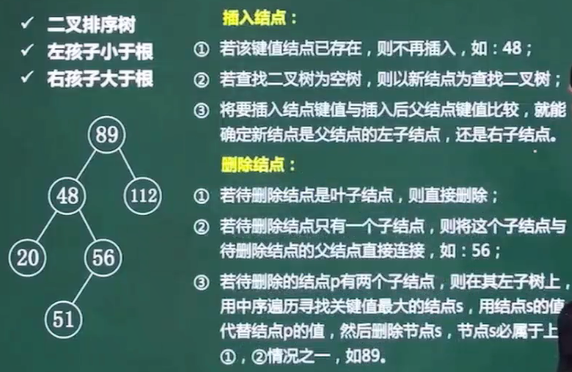 ✓ 二叉排序树
✓ 左孩子小于根
✓ 右孩子大于根
89
48
112
20
56
51
插入结点：
① 若该键值结点已存在，则不再插入，如：48；
② 若查找二叉树为空树，则以新结点为查找二叉树；
③ 将要插入结点键值与插入后父结点键值比较，就能
确定新结点是父结点的左子结点，还是右子结点。
删除结点：
① 若待删除结点是叶子结点，则直接删除；
② 若待删除结点只有一个子结点，则将这个子结点与
待删除结点的父结点直接连接，如：56；
③ 若待删除的结点p有两个子结点，则在其左子树上，
用中序遍历寻找关键值最大的结点s，用结点s的值
代替结点p的值，然后删除节点s，节点s必属于上
①，②情况之一，如89。